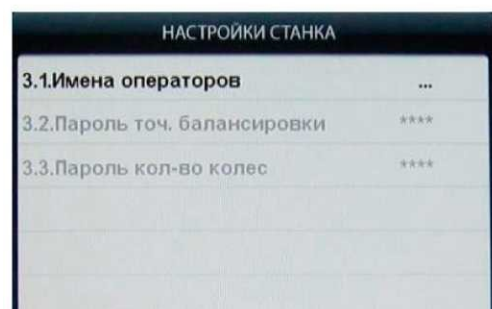 НАСТРОЙКИ СТАНКА
3.1.Имена операторов ...
3.2.Пароль точ. балансировки ****
3.3.Пароль кол-во колес ****